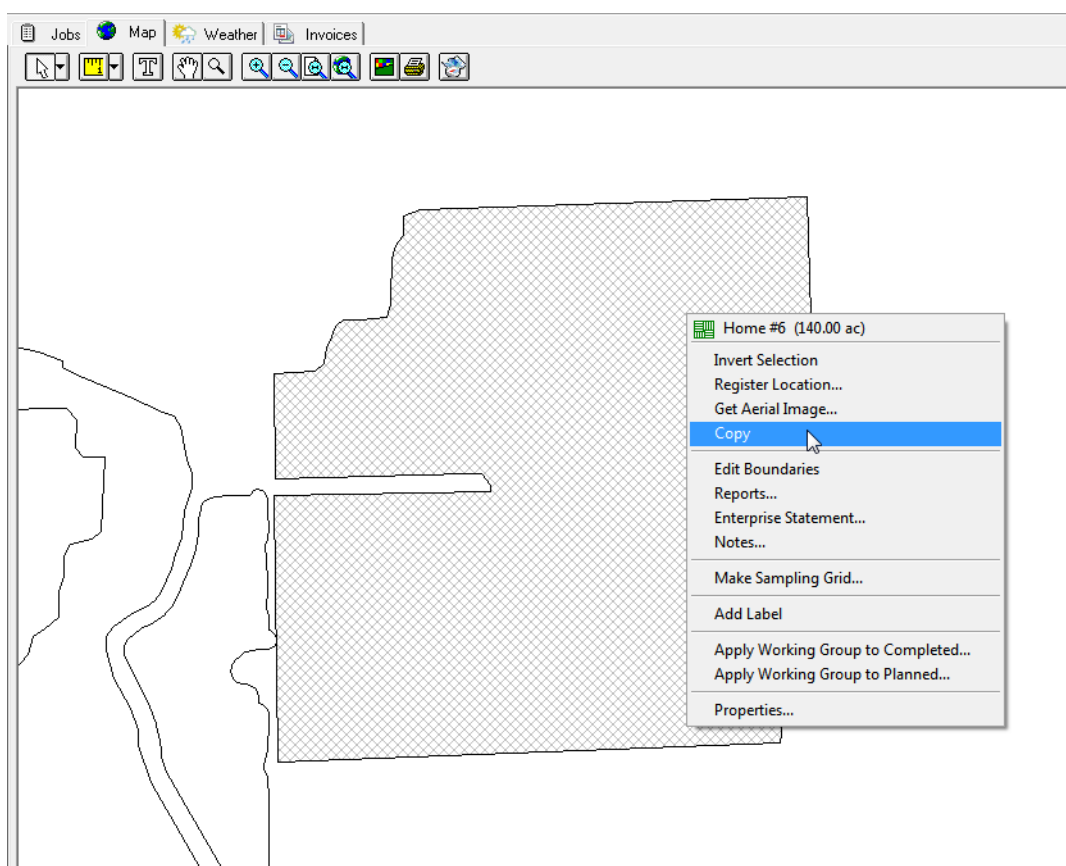 Jobs Map Weather Invoices
T
Home #6 (140.00 ac)
Invert Selection
Register Location...
Get Aerial Image...
Copy
Edit Boundaries
Reports...
Enterprise Statement...
Notes...
Make Sampling Grid...
Add Label
Apply Working Group to Completed...
Apply Working Group to Planned...
Properties...